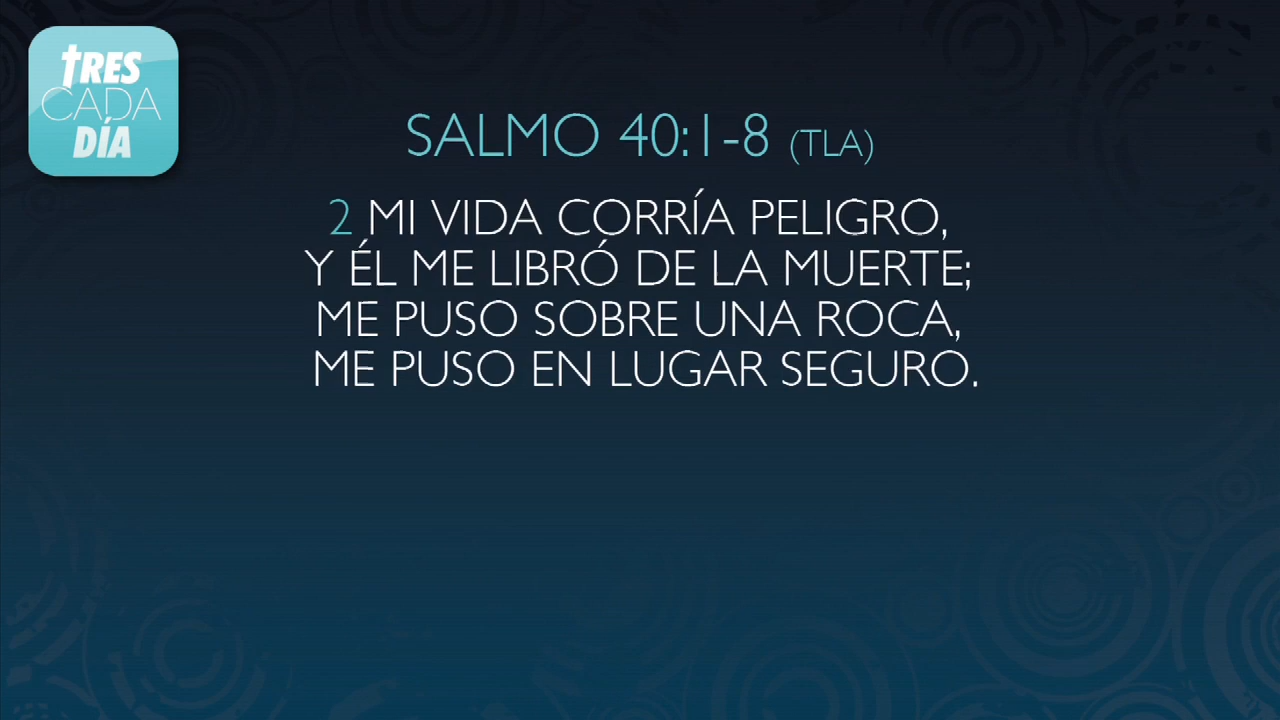 TRES
CADA
DÍA
SALMO 40:1-8 (TLA)
2 MI VIDA CORRÍA PELIGRO,
Y ÉL ME LIBRÓ DE LA MUERTE;
ME PUSO SOBRE UNA ROCA,
ME PUSO EN LUGAR SEGURO.